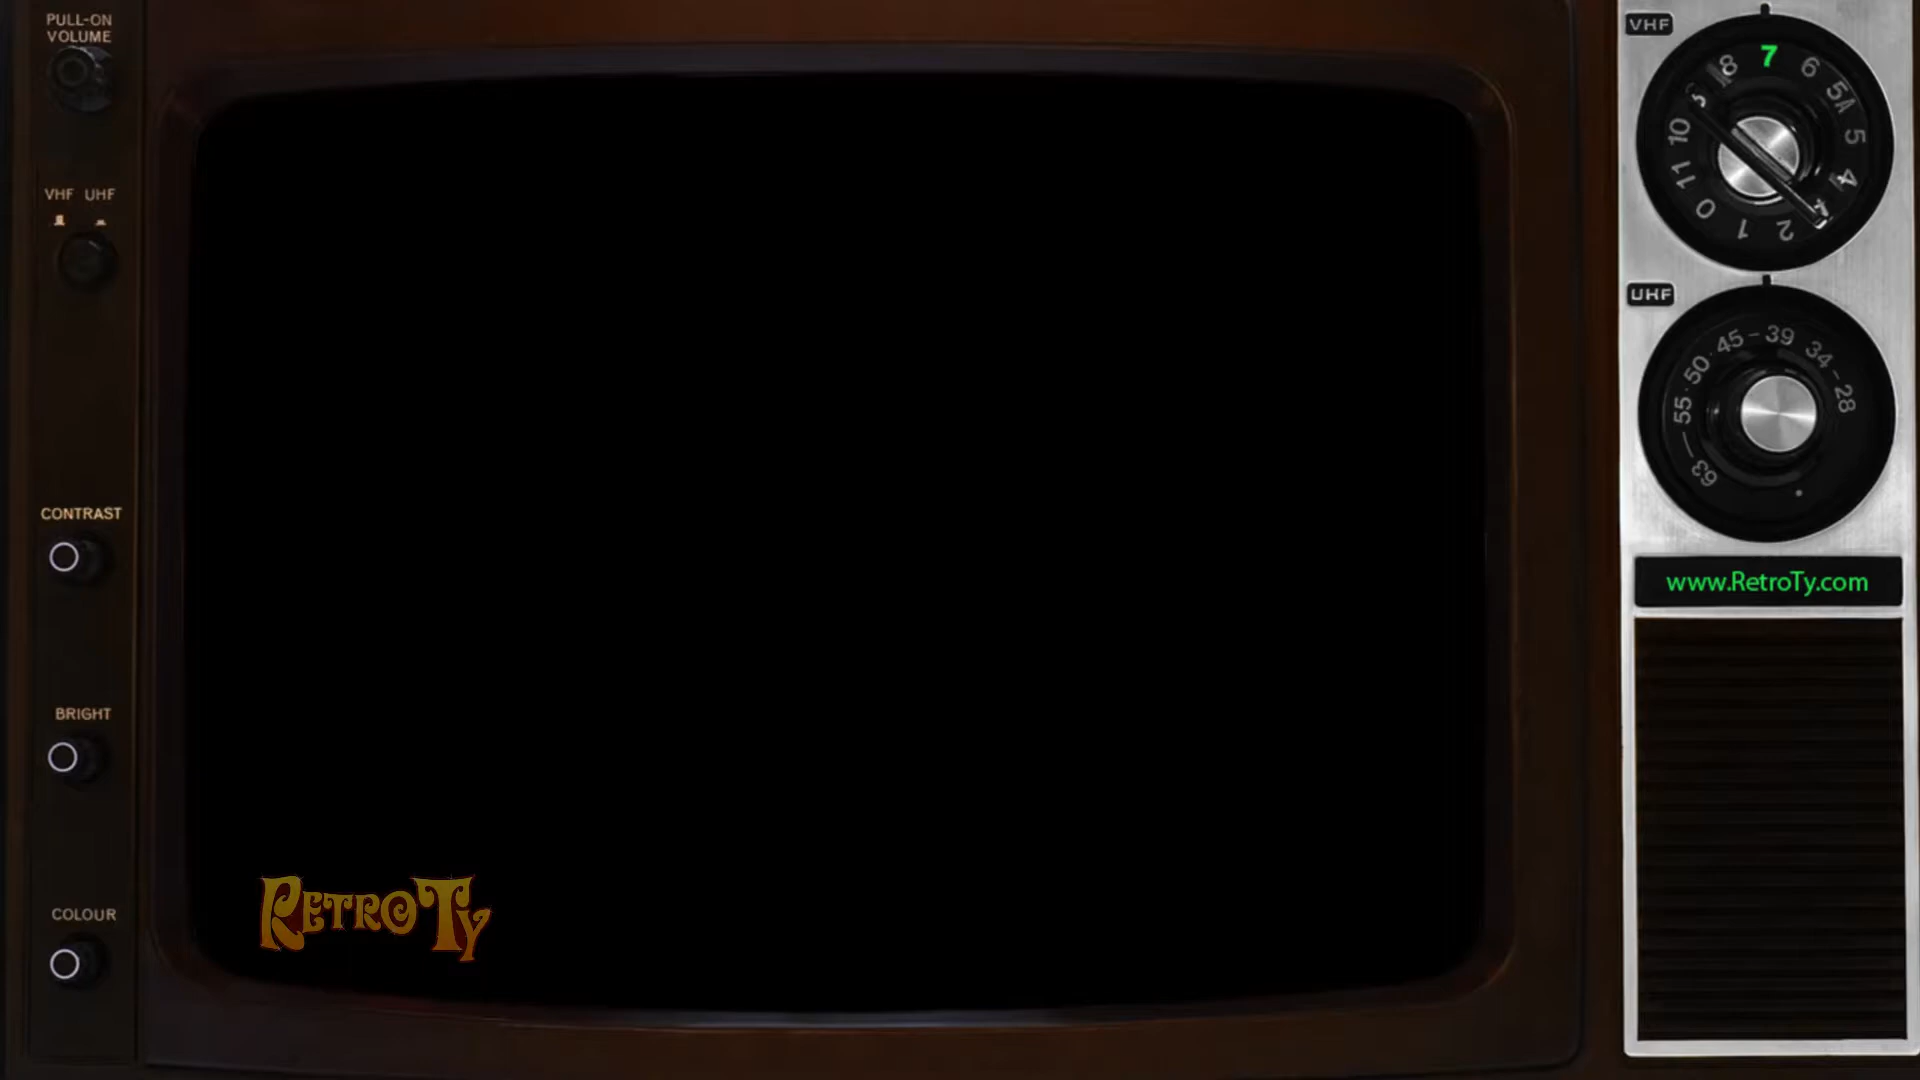 PULL-ON
VOLUME
VHF UHF
CONTRAST
BRIGHT
COLOUR
RetroTy
VHF
7
6
5A
5
4
2
1
0
11
10
8
UHF
63 55 50 45 39 34 28
www.RetroTy.com